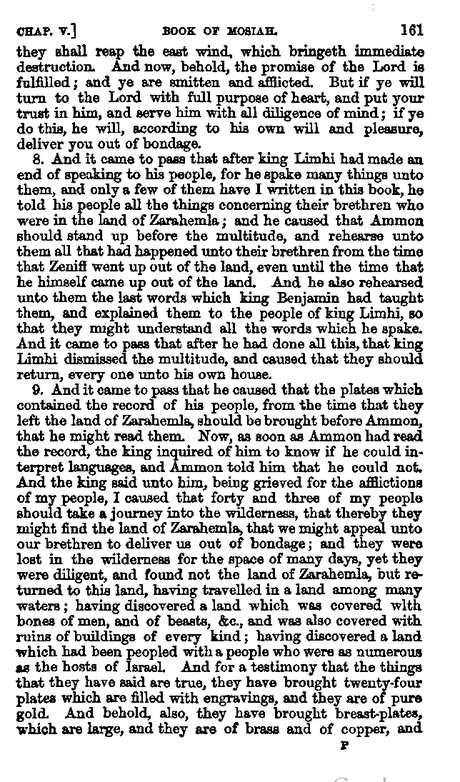 CHAP. V.] BOOK OF MOSIAH. 161
they shall reap the east wind, which bringeth immediate
destruction. And now, behold, the promise of the Lord is
fulfilled; and ye are smitten and afflicted. But if ye will
turn to the Lord with full purpose of heart, and put your
trust in him, and serve him with all diligence of mind; if ye
do this, he will, according to his own will and pleasure,
deliver you out of bondage.
8. And it came to pass that after king Limhi had made an
end of speaking to his people, for he spake many things unto
them, and only a few of them have I written in this book, he
told his people all the things concerning their brethren who
were in the land of Zarahemla; and he caused that Ammon
should stand up before the multitude, and rehearse unto
them all that had happened unto their brethren from the time
that Zeniff went up out of the land, even until the time that
he himself came up out of the land. And he also rehearsed
unto them the last words which king Benjamin had taught
them, and explained them to the people of king Limhi, so
that they might understand all the words which he spake.
And it came to pass that after he had done all this, that king
Limhi dismissed the multitude, and caused that they should
return, every one unto his own house.
9. And it came to pass that he caused that the plates which
contained the record of his people, from the time that they
left the land of Zarahemla, should be brought before Ammon,
that he might read them. Now, as soon as Ammon had read
the record, the king inquired of him to know if he could in-
terpret languages, and Ammon told him that he could not.
And the king said unto him, being grieved for the afflictions
of my people, I caused that forty and three of my people
should take a journey into the wilderness, that thereby they
might find the land of Zarahemla, that we might appeal unto
our brethren to deliver us out of bondage; and they were
lost in the wilderness for the space of many days, yet they
were diligent, and found not the land of Zarahemla, but re-
turned to this land, having travelled in a land among many
waters; having discovered a land which was covered with
bones of men, and of beasts, &c., and was also covered with
ruins of buildings of every kind; having discovered a land
which had been peopled with a people who were as numerous
as the hosts of Israel. And for a testimony that the things
that they have said are true, they have brought twenty-four
plates which are filled with engravings, and they are of pure
gold. And behold, also, they have brought breast-plates,
which are large, and they are of brass and of copper, and
P